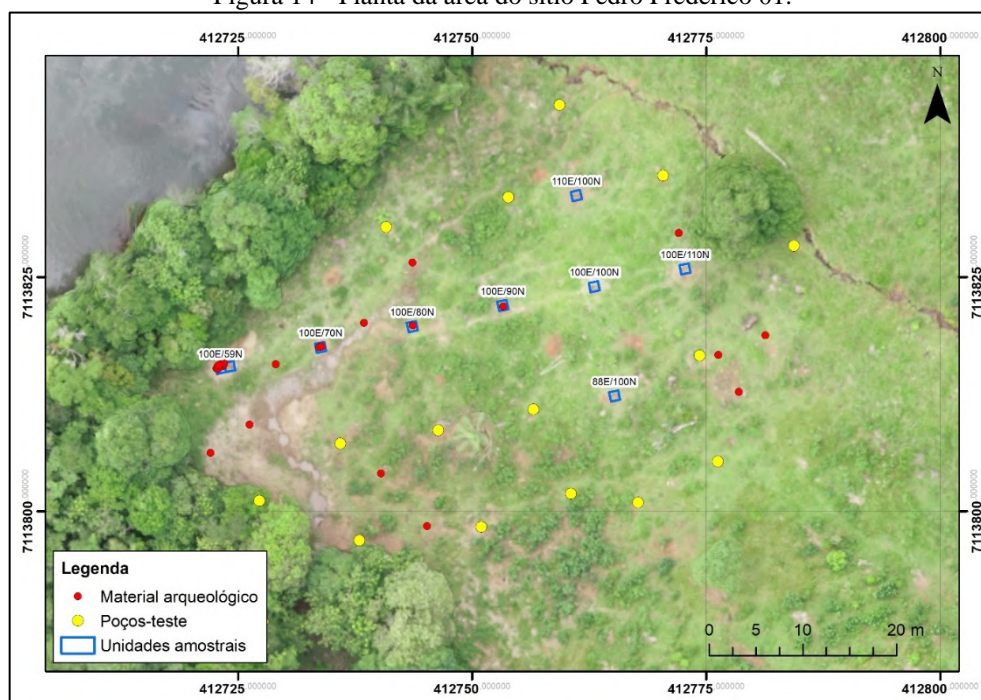 Figura 14 - Planta da área do sítio Pedro Frederico 01.
412725,000000 412750,000000 412775,000000 412800,000000
N
110E/100N
100E/110N
7113825,000000 100E/100N 7113825,000000
100E/90N
100E/80N
100E/70N
100E/59N
88E/100N
7113800,000000 7113800,000000
Legenda
Material arqueológico
Poços-teste
Unidades amostrais
0 5 10 20 m
412725,000000 412750,000000 412775,000000 412800,000000